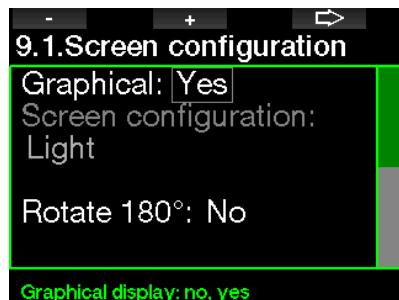 - +
9.1.Screen configuration
Graphical: Yes
Screen configuration:
Light
Rotate 180°: No
Graphical display: no, yes